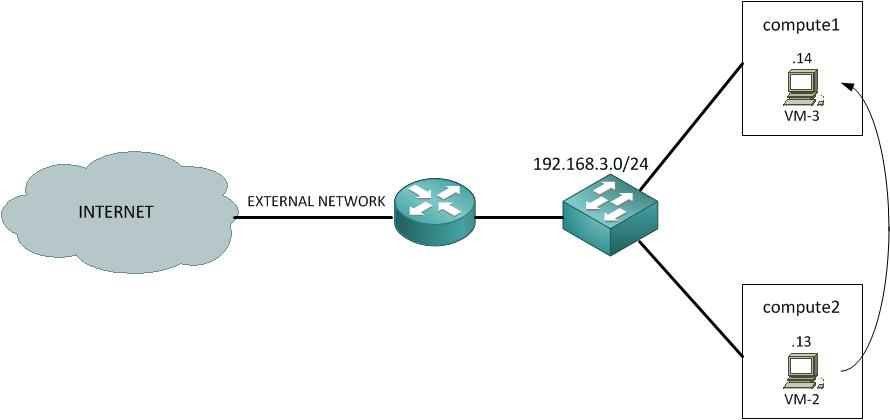 compute1
.14
VM-3
192.168.3.0/24
INTERNET
EXTERNAL NETWORK
compute2
.13
VM-2